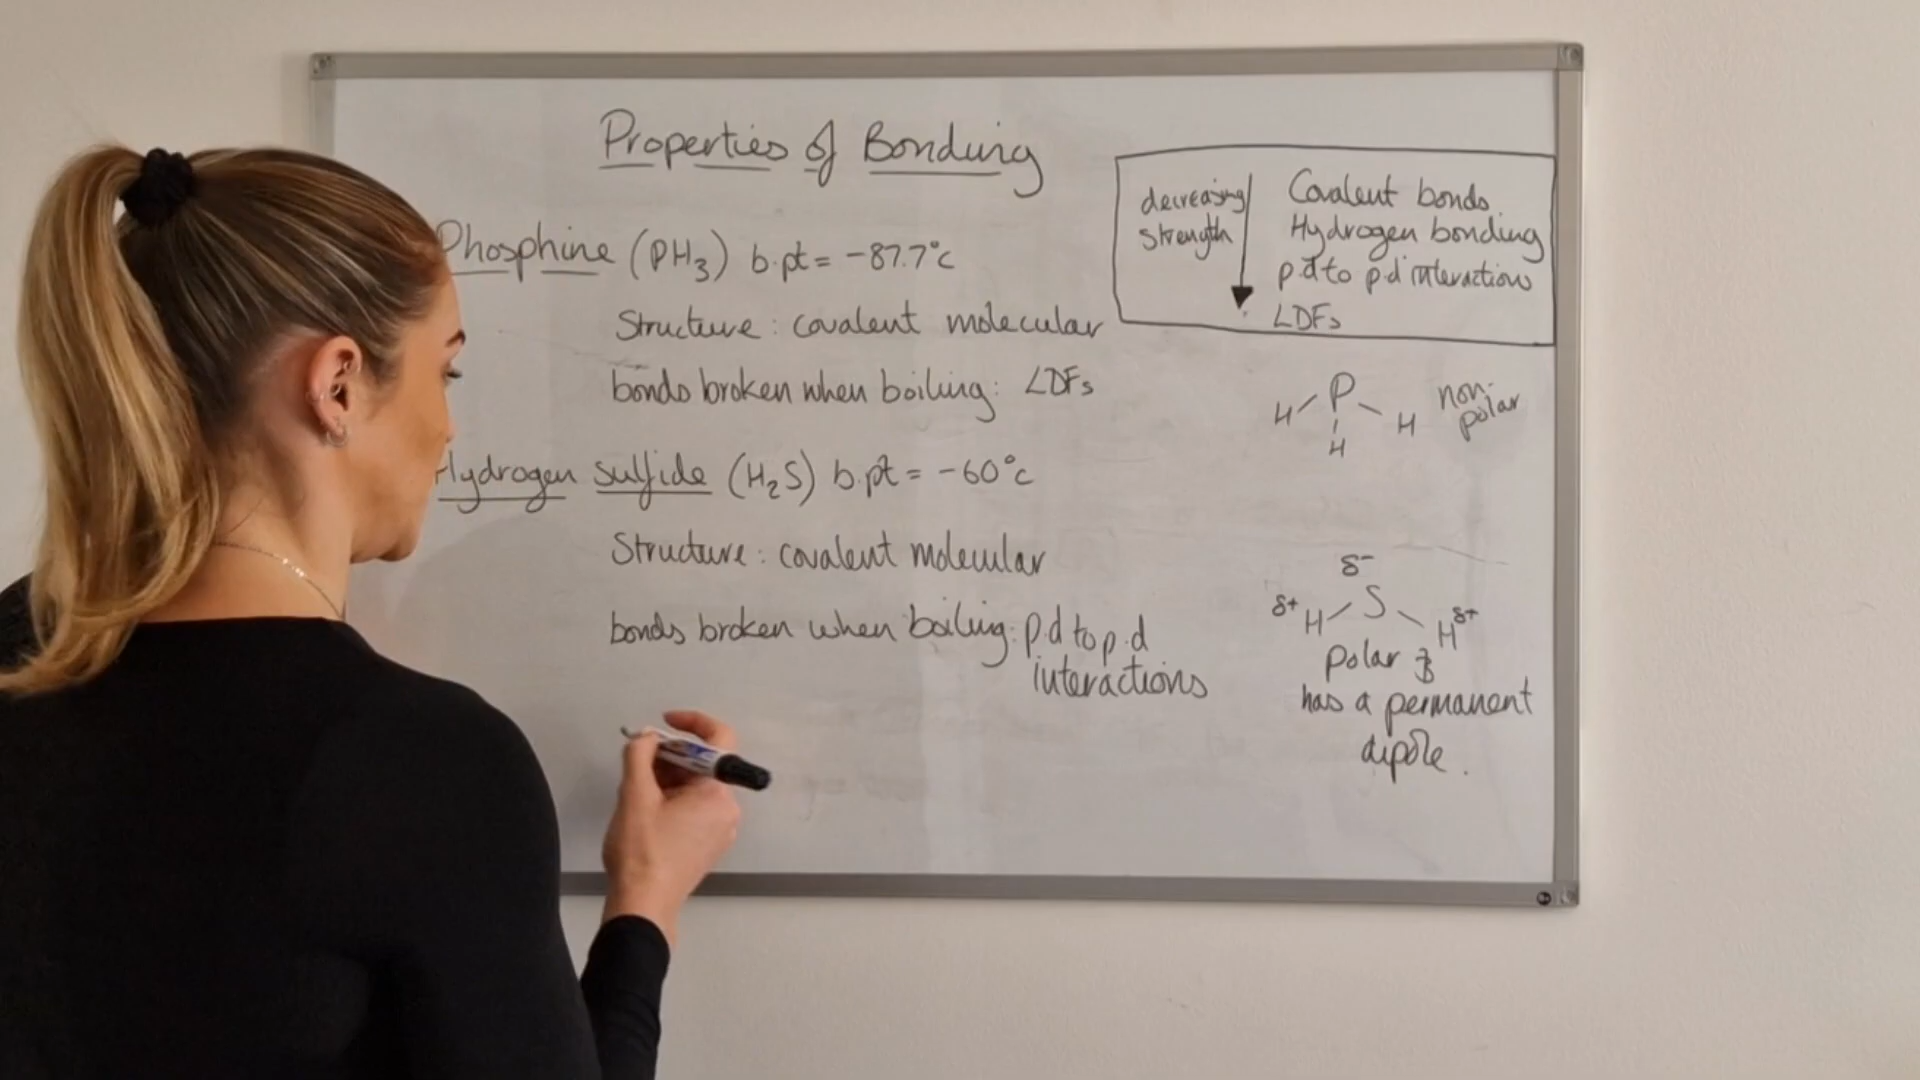 Properties of Bonding
decreasing strength
Covalent bonds.
Hydrogen bonding
p.d to p.d interactions
LDFs
Phosphine (PH₃) b.pt = -87.7°c
Structure : covalent molecular
bonds broken when boiling: LDFs
P
H H
H
non-polar
Hydrogen sulfide (H₂S) b.pt = -60°c
Structure : covalent molecular
bonds broken when boiling: p.d to p.d
interactions
δ-
S
δ+ H H δ+
polar &
has a permanent
dipole.